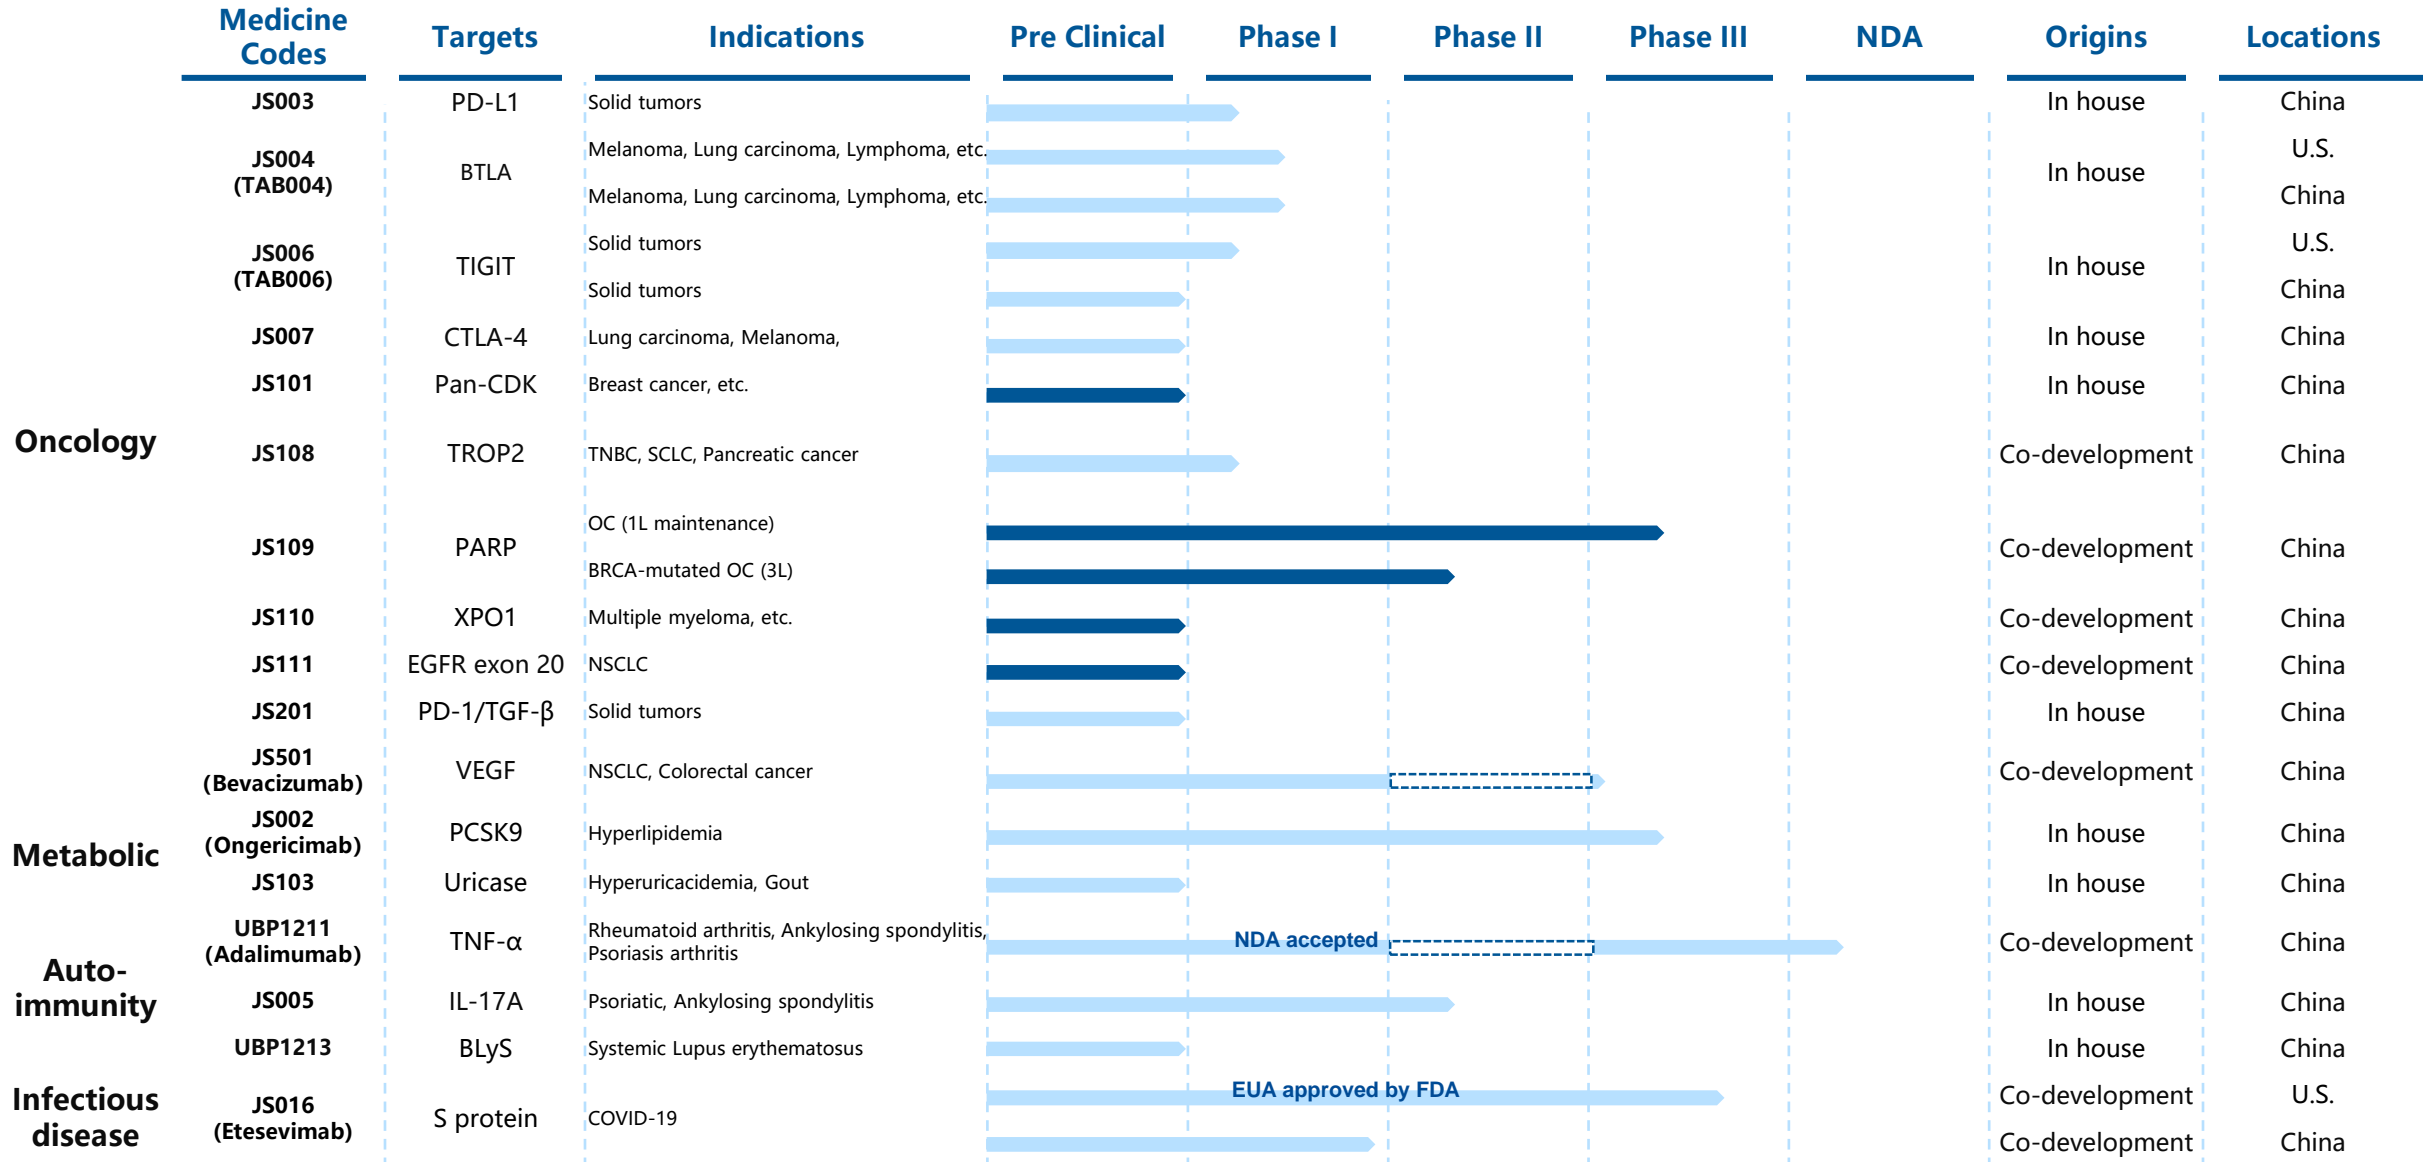 Medicine Codes
Targets
Indications
Pre Clinical
Phase I
Phase II
Phase III
NDA
Origins
Locations
Oncology
JS003
PD-L1
Solid tumors
In house
China
JS004
(TAB004)
BTLA
Melanoma, Lung carcinoma, Lymphoma, etc.
Melanoma, Lung carcinoma, Lymphoma, etc.
In house
U.S.
China
JS006
(TAB006)
TIGIT
Solid tumors
Solid tumors
In house
U.S.
China
JS007
CTLA-4
Lung carcinoma, Melanoma,
In house
China
JS101
Pan-CDK
Breast cancer, etc.
In house
China
JS108
TROP2
TNBC, SCLC, Pancreatic cancer
Co-development
China
JS109
PARP
OC (1L maintenance)
BRCA-mutated OC (3L)
Co-development
China
JS110
XPO1
Multiple myeloma, etc.
Co-development
China
JS111
EGFR exon 20
NSCLC
Co-development
China
JS201
PD-1/TGF-β
Solid tumors
In house
China
JS501
(Bevacizumab)
VEGF
NSCLC, Colorectal cancer
Co-development
China
Metabolic
JS002
(Ongericimab)
PCSK9
Hyperlipidemia
In house
China
JS103
Uricase
Hyperuricacidemia, Gout
In house
China
Auto-
immunity
UBP1211
(Adalimumab)
TNF-α
Rheumatoid arthritis, Ankylosing spondylitis,
Psoriasis arthritis
NDA accepted
Co-development
China
JS005
IL-17A
Psoriatic, Ankylosing spondylitis
In house
China
UBP1213
BLyS
Systemic Lupus erythematosus
In house
China
Infectious
disease
JS016
(Etesevimab)
S protein
COVID-19
EUA approved by FDA
Co-development
U.S.
Co-development
China